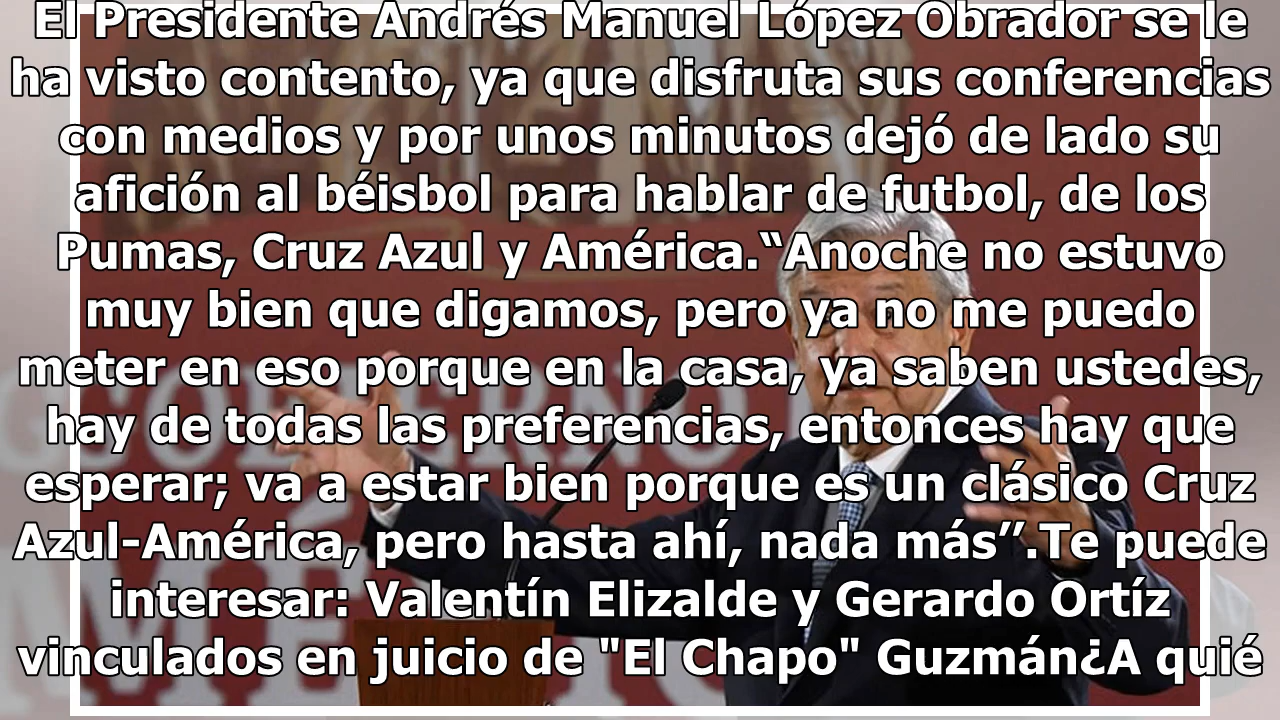 El Presidente Andrés Manuel López Obrador se le
ha visto contento, ya que disfruta sus conferencias
con medios y por unos minutos dejó de lado su
afición al béisbol para hablar de futbol, de los
Pumas, Cruz Azul y América.“Anoche no estuvo
muy bien que digamos, pero ya no me puedo
meter en eso porque en la casa, ya saben ustedes,
hay de todas las preferencias, entonces hay que
esperar; va a estar bien porque es un clásico Cruz
Azul-América, pero hasta ahí, nada más”.Te puede
interesar: Valentín Elizalde y Gerardo Ortíz
vinculados en juicio de "El Chapo" Guzmán¿A quié
GOBIERNO
MÉXICO